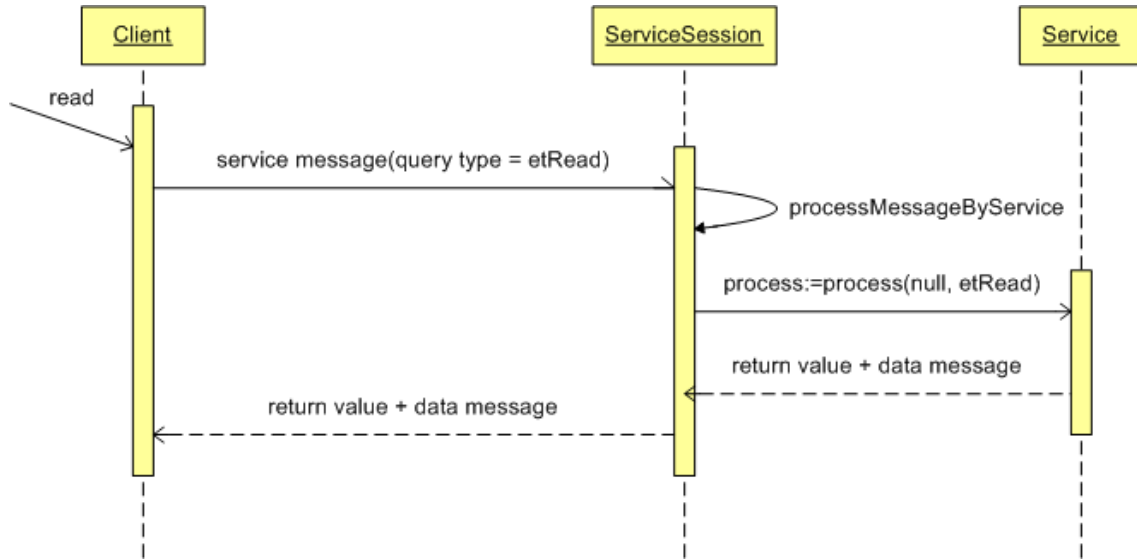 Client
ServiceSession
Service
read
service message(query type = etRead)
processMessageByService
process:=process(null, etRead)
return value + data message
return value + data message